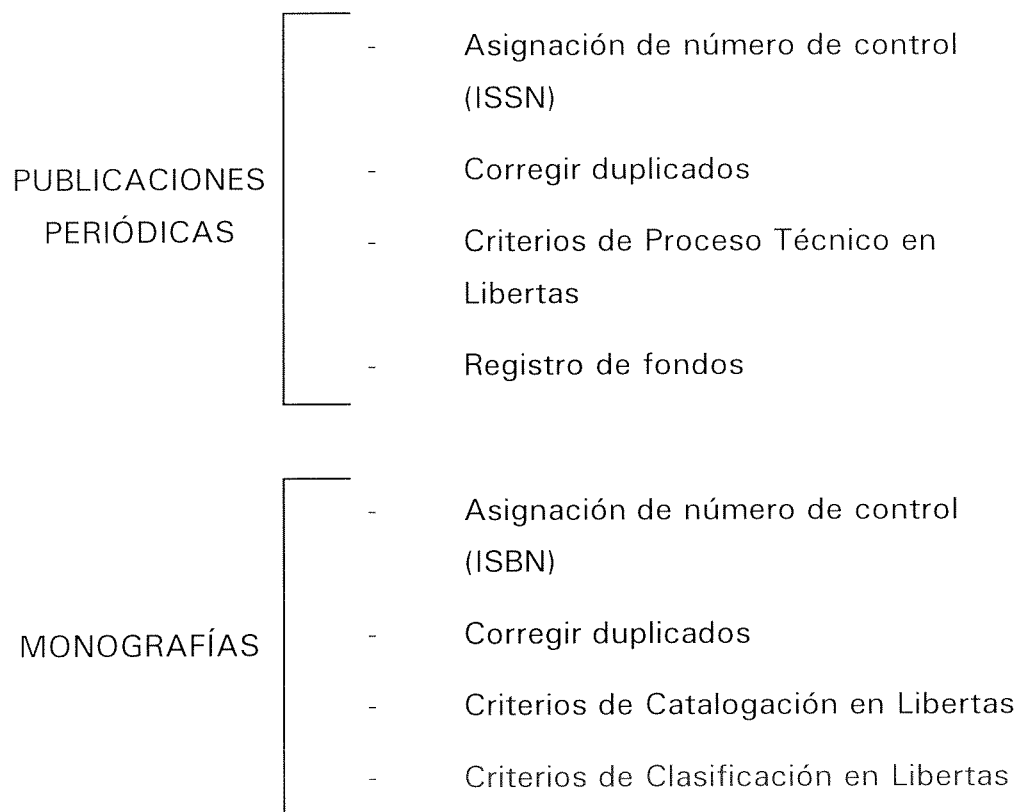 PUBLICACIONES
PERIÓDICAS
- Asignación de número de control
(ISSN)
- Corregir duplicados
- Criterios de Proceso Técnico en
Libertas
- Registro de fondos
MONOGRAFÍAS
- Asignación de número de control
(ISBN)
- Corregir duplicados
- Criterios de Catalogación en Libertas
- Criterios de Clasificación en Libertas